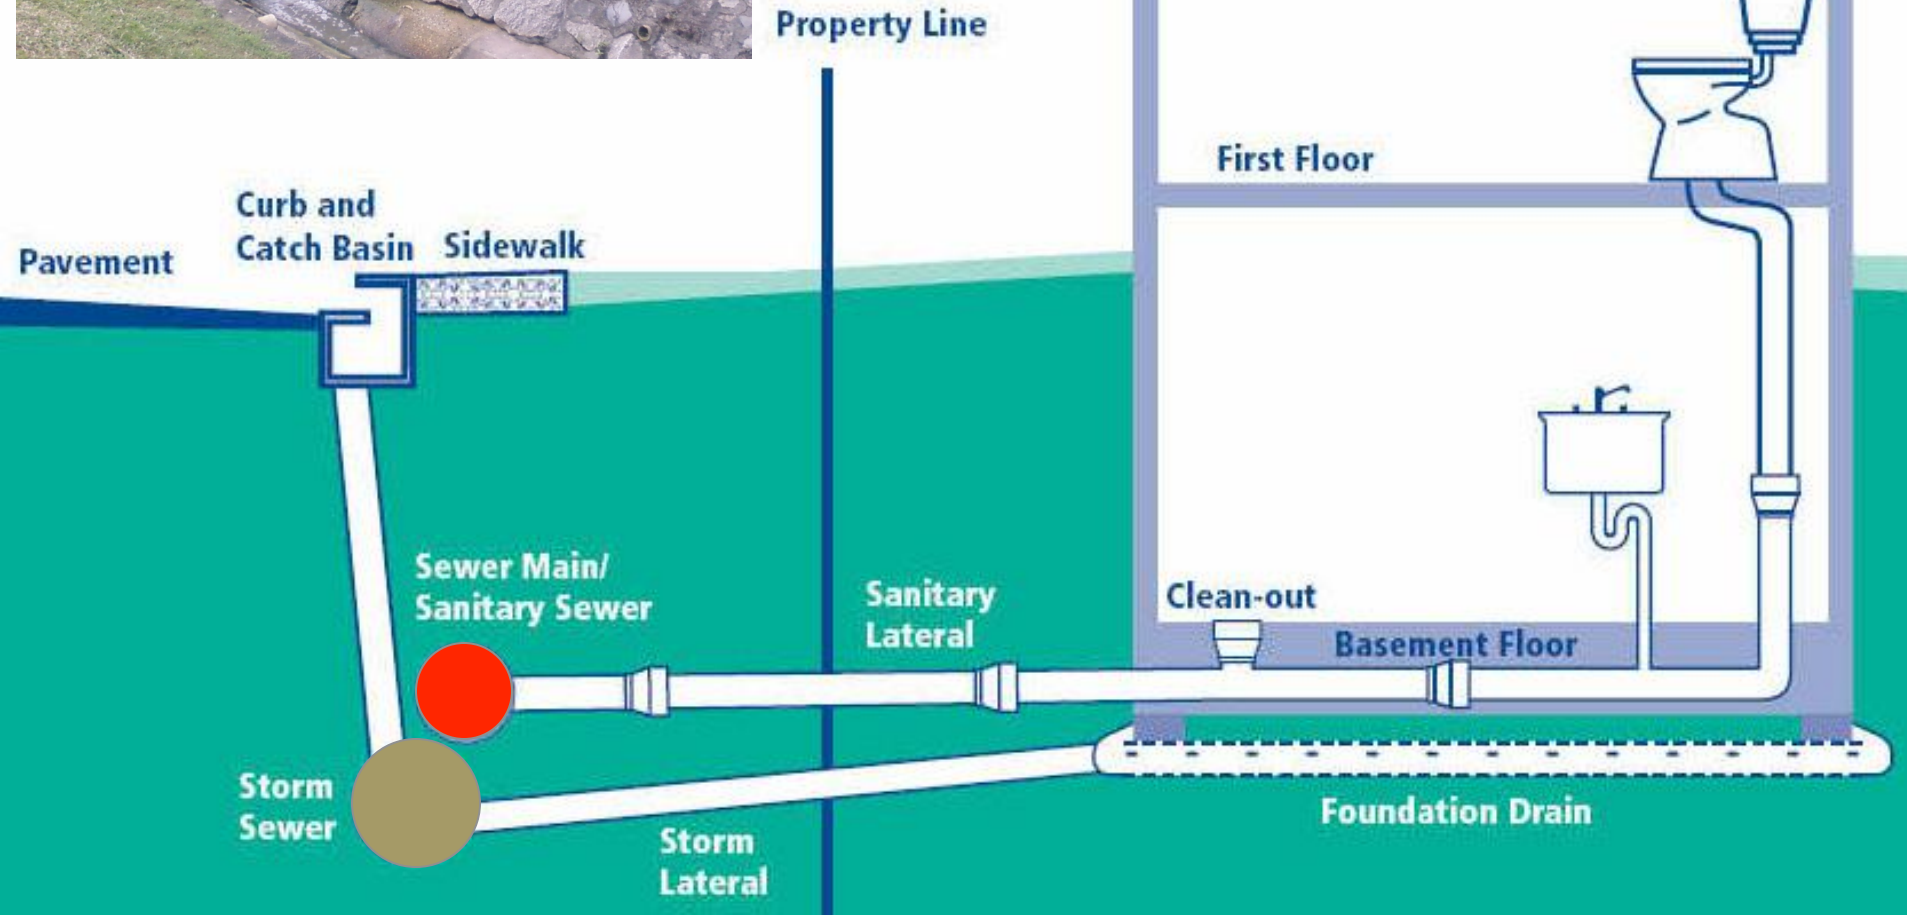 Property Line
First Floor
Curb and
Catch Basin
Sidewalk
Pavement
Sewer Main/
Sanitary Sewer
Sanitary
Lateral
Clean-out
Basement Floor
Storm
Sewer
Storm
Lateral
Foundation Drain